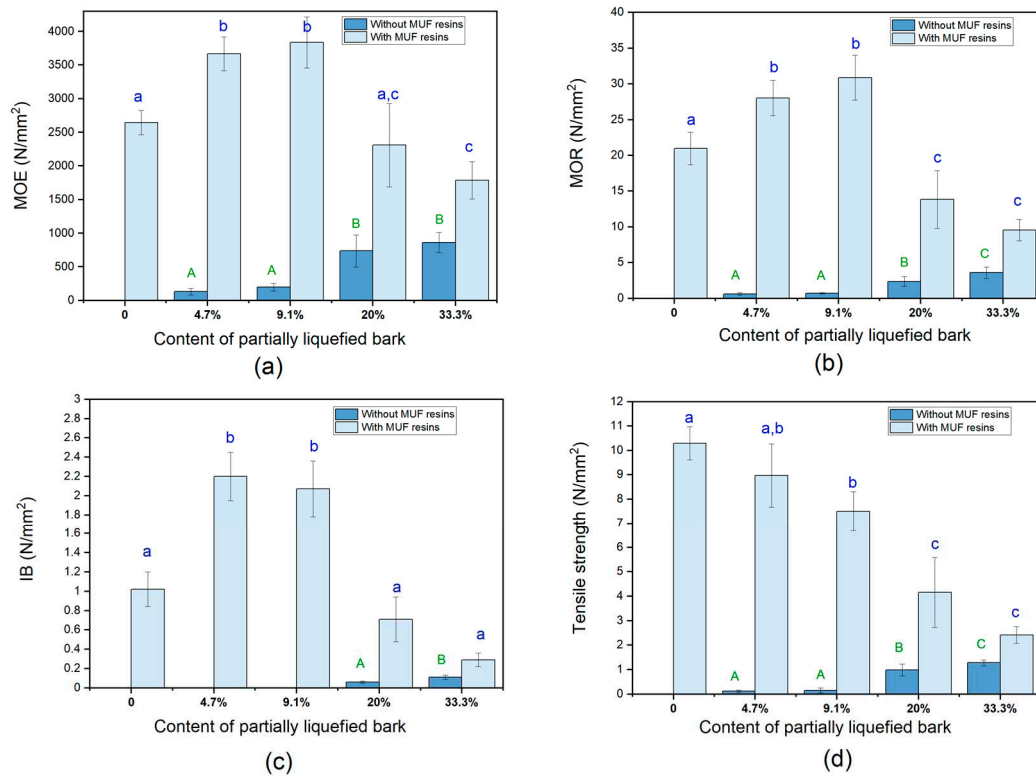 4000
3500
3000
2500
2000
1500
1000
500
0
MOE (N/mm²)
Without MUF resins
With MUF resins
a
A
b
A
b
B
a,c
B
c
0 4.7% 9.1% 20% 33.3%
Content of partially liquefied bark
(a)
40
35
30
25
20
15
10
5
0
MOR (N/mm²)
Without MUF resins
With MUF resins
a
A
b
A
b
B
c
C
c
0 4.7% 9.1% 20% 33.3%
Content of partially liquefied bark
(b)
3
2.8
2.6
2.4
2.2
2
1.8
1.6
1.4
1.2
1
0.8
0.6
0.4
0.2
0
IB (N/mm²)
Without MUF resins
With MUF resins
a
b
b
A
a
B
a
0 4.7% 9.1% 20% 33.3%
Content of partially liquefied bark
(c)
12
11
10
9
8
7
6
5
4
3
2
1
0
Tensile strength (N/mm²)
Without MUF resins
With MUF resins
a
A
a,b
A
b
B
c
C
c
0 4.7% 9.1% 20% 33.3%
Content of partially liquefied bark
(d)